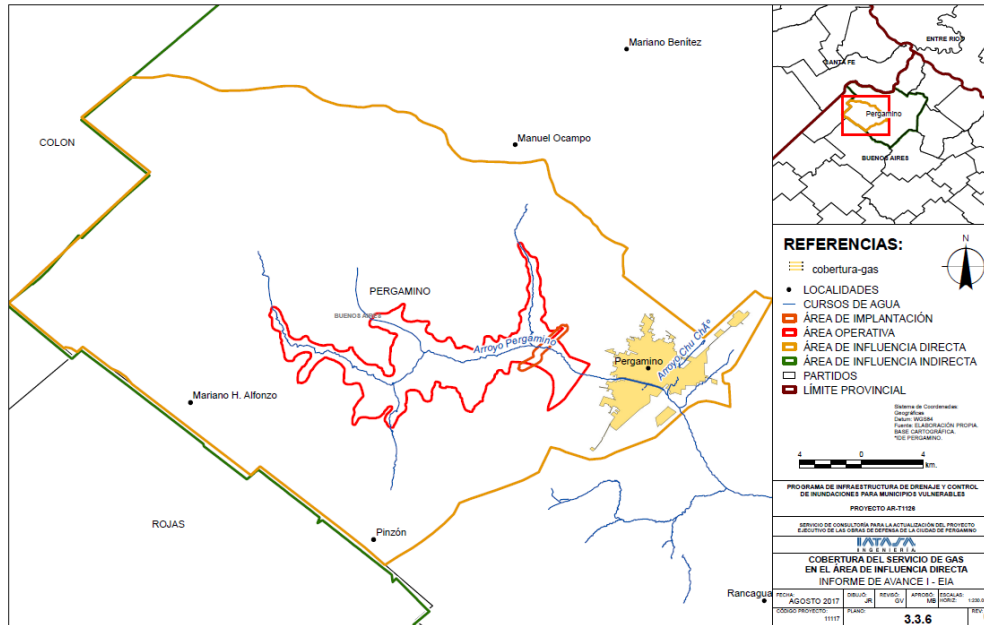 Mariano Benítez
COLON
Manuel Ocampo
PERGAMINO
BUENOS AIRES
Arroyo Pergamino
Pergamino
Arroyo Chu ChÃº
Mariano H. Alfonzo
ROJAS
Pinzón
Rancagua
ENTRE RIOS
SANTA FE
Pergamino
BUENOS AIRES
REFERENCIAS:
N
cobertura-gas
LOCALIDADES
CURSOS DE AGUA
ÁREA DE IMPLANTACIÓN
ÁREA OPERATIVA
ÁREA DE INFLUENCIA DIRECTA
ÁREA DE INFLUENCIA INDIRECTA
PARTIDOS
LÍMITE PROVINCIAL
Sistema de Coordenadas:
Geográficas
Datum: WGS84
Fuente: ELABORACIÓN PROPIA.
BASE CARTOGRÁFICA.
*IDE PERGAMINO.
4 0 4
km.
PROGRAMA DE INFRAESTRUCTURA DE DRENAJE Y CONTROL
DE INUNDACIONES PARA MUNICIPIOS VULNERABLES
PROYECTO AR-T1126
SERVICIO DE CONSULTORÍA PARA LA ACTUALIZACIÓN DEL PROYECTO
EJECUTIVO DE LAS OBRAS DE DEFENSA DE LA CIUDAD DE PERGAMINO
IATASA
INGENIERÍA
COBERTURA DEL SERVICIO DE GAS
EN EL ÁREA DE INFLUENCIA DIRECTA
INFORME DE AVANCE I - EIA
FECHA: AGOSTO 2017 DIBUJÓ: JR REVISÓ: GV APROBÓ: MB ESCALAS: HORIZ:
CÓDIGO PROYECTO: 11117 PLANO: 3.3.6 REV: